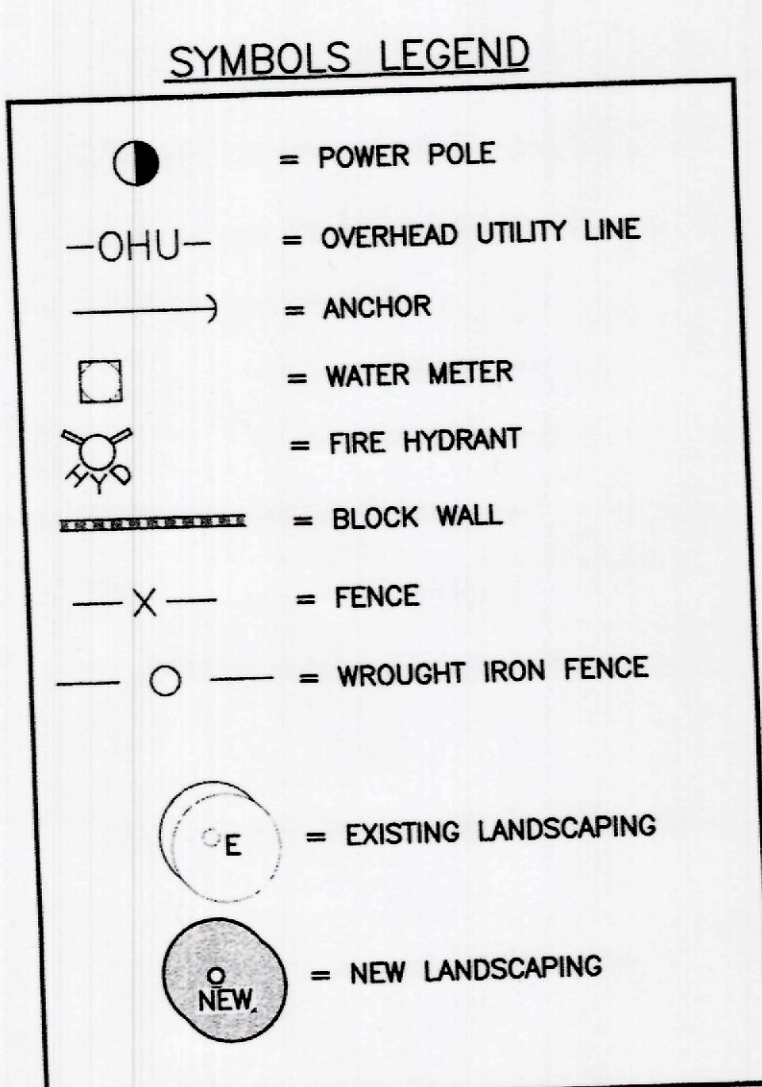 SYMBOLS LEGEND
= POWER POLE
-OHU- = OVERHEAD UTILITY LINE
= ANCHOR
= WATER METER
HYD = FIRE HYDRANT
= BLOCK WALL
— X — = FENCE
= WROUGHT IRON FENCE
E = EXISTING LANDSCAPING
NEW = NEW LANDSCAPING